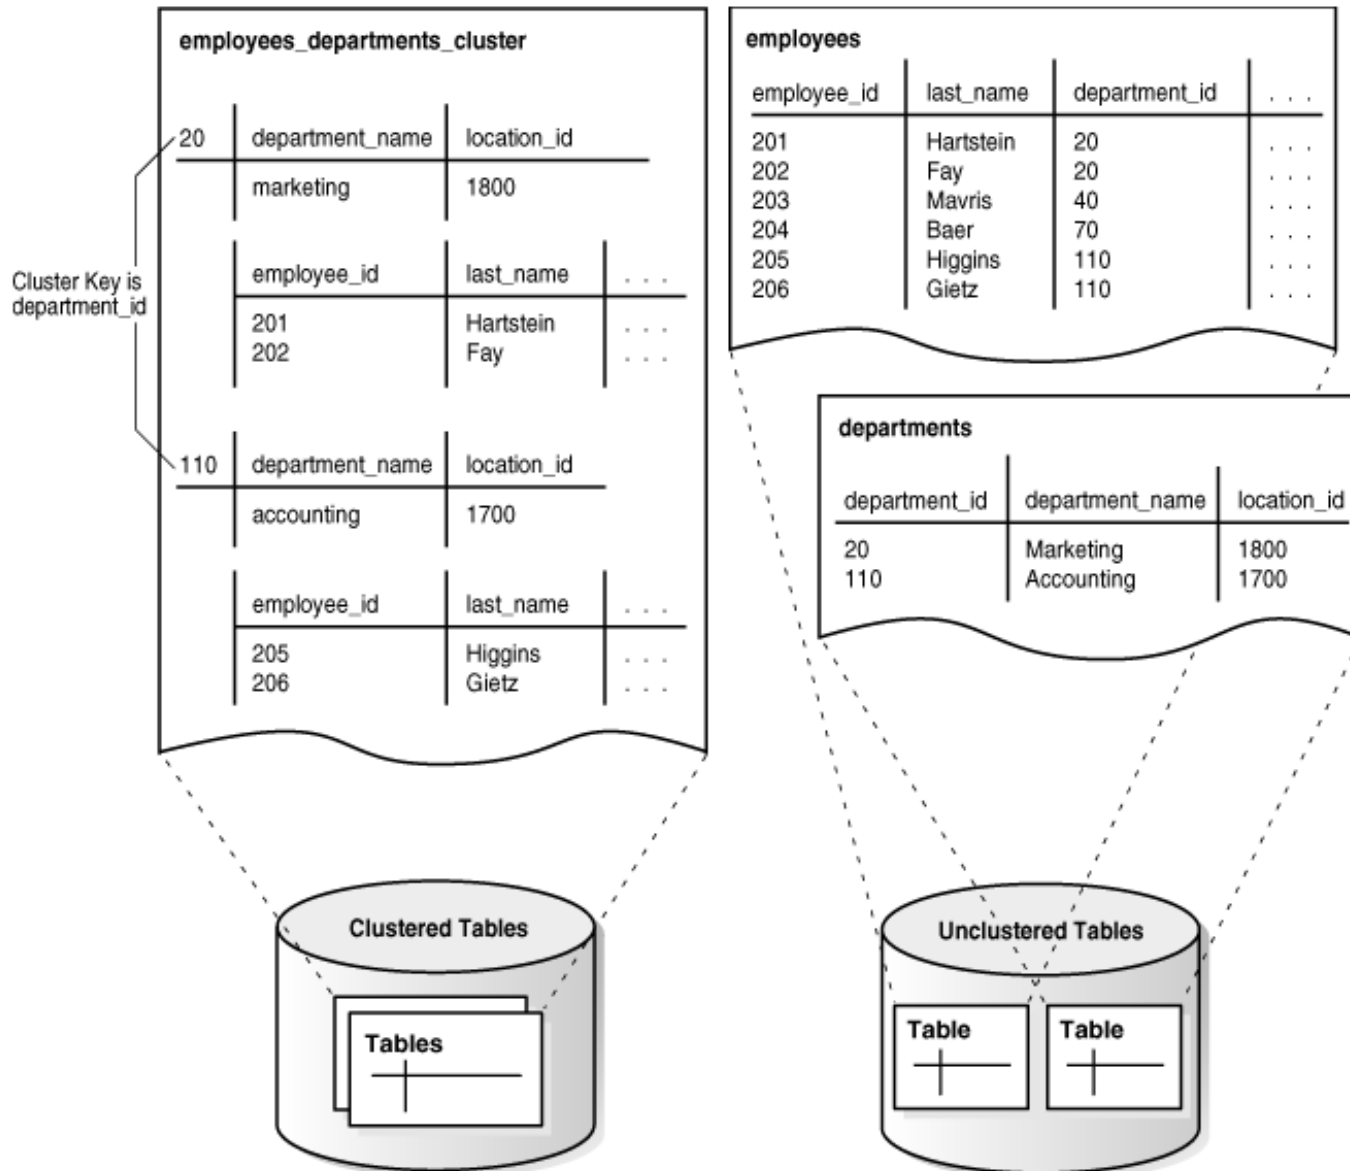 employees_departments_cluster
20 department_name location_id
marketing 1800
employee_id last_name . . .
201 Hartstein . . .
202 Fay . . .
Cluster Key is
department_id
110 department_name location_id
accounting 1700
employee_id last_name . . .
205 Higgins . . .
206 Gietz . . .
Clustered Tables
Tables
employees
employee_id last_name department_id . . .
201 Hartstein 20 . . .
202 Fay 20 . . .
203 Mavris 40 . . .
204 Baer 70 . . .
205 Higgins 110 . . .
206 Gietz 110 . . .
departments
department_id department_name location_id
20 Marketing 1800
110 Accounting 1700
Unclustered Tables
Table Table